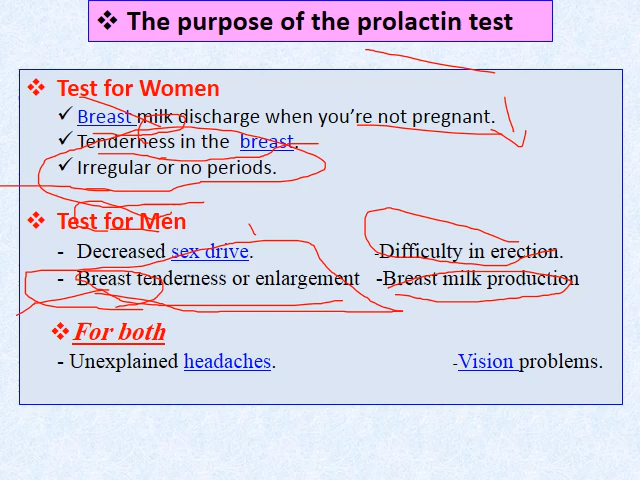 ❖ The purpose of the prolactin test
❖ Test for Women
✓ Breast milk discharge when you’re not pregnant.
✓ Tenderness in the breast.
✓ Irregular or no periods.
❖ Test for Men
- Decreased sex drive. -Difficulty in erection.
- Breast tenderness or enlargement -Breast milk production
❖ For both
- Unexplained headaches. -Vision problems.